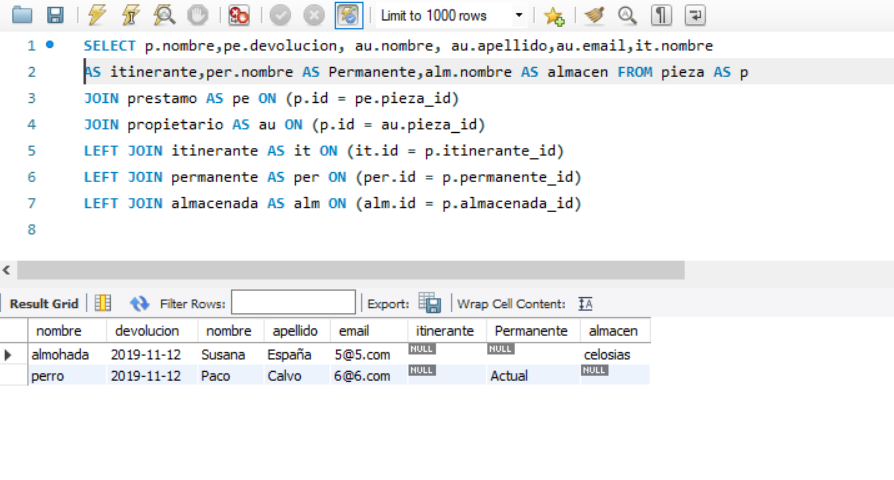 Limit to 1000 rows
1 SELECT p.nombre,pe.devolucion, au.nombre, au.apellido,au.email,it.nombre
2 AS itinerante,per.nombre AS Permanente,alm.nombre AS almacen FROM pieza AS p
3 JOIN prestamo AS pe ON (p.id = pe.pieza_id)
4 JOIN propietario AS au ON (p.id = au.pieza_id)
5 LEFT JOIN itinerante AS it ON (it.id = p.itinerante_id)
6 LEFT JOIN permanente AS per ON (per.id = p.permanente_id)
7 LEFT JOIN almacenada AS alm ON (alm.id = p.almacenada_id)
8
Result Grid Filter Rows: Export: Wrap Cell Content: IA
nombre devolucion nombre apellido email itinerante Permanente almacen
almohada 2019-11-12 Susana España 5@5.com NULL NULL celosias
perro 2019-11-12 Paco Calvo 6@6.com NULL Actual NULL